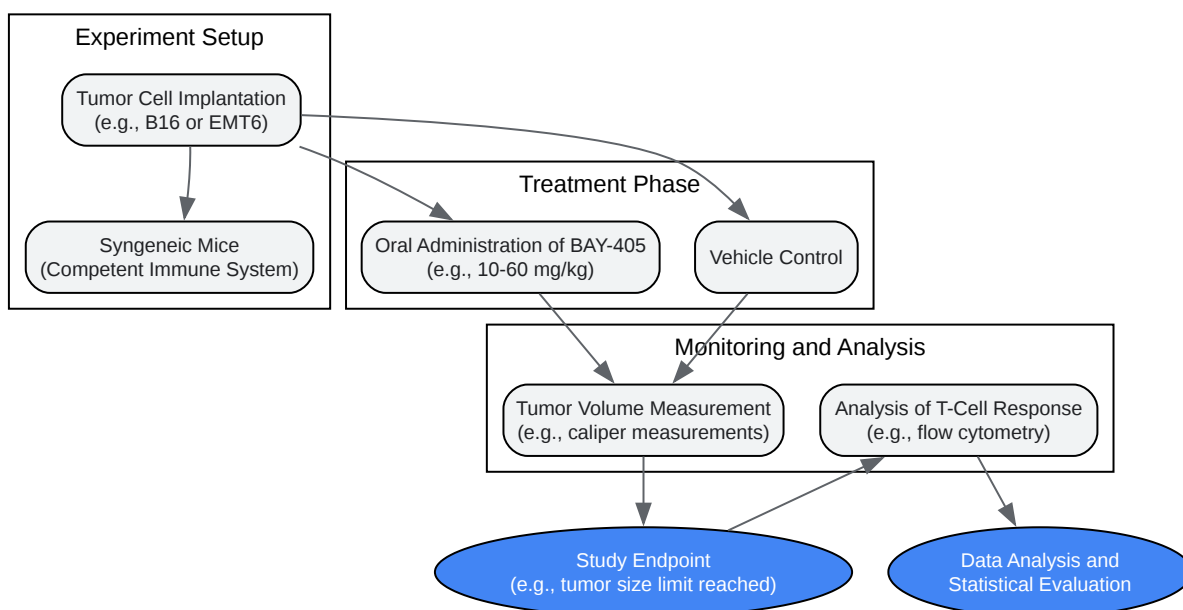 Experiment Setup
Tumor Cell Implantation
(e.g., B16 or EMT6)
Syngeneic Mice
(Competent Immune System)
Treatment Phase
Oral Administration of BAY-405
(e.g., 10-60 mg/kg)
Vehicle Control
Monitoring and Analysis
Tumor Volume Measurement
(e.g., caliper measurements)
Analysis of T-Cell Response
(e.g., flow cytometry)
Study Endpoint
(e.g., tumor size limit reached)
Data Analysis and
Statistical Evaluation